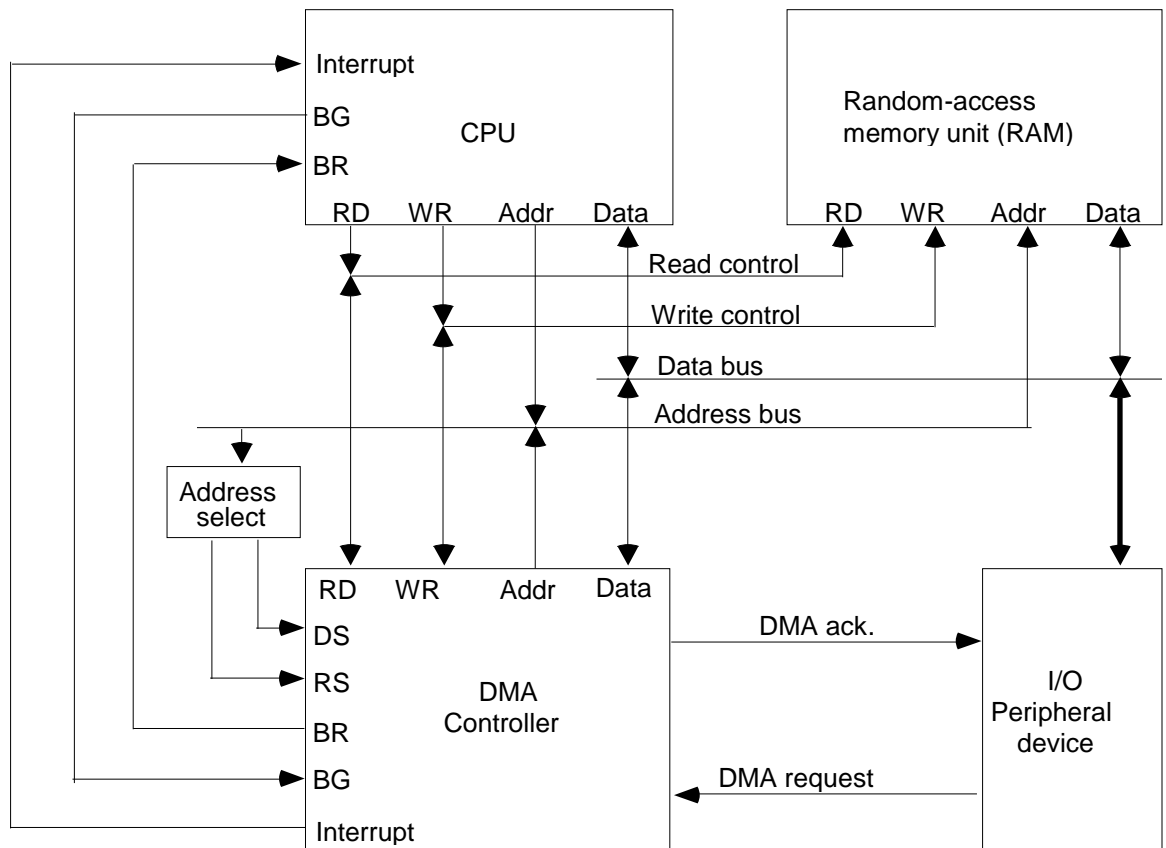 Interrupt
BG
CPU
BR
RD WR Addr Data
Random-access
memory unit (RAM)
RD WR Addr Data
Read control
Write control
Data bus
Address bus
Address
select
RD WR Addr Data
DS
RS
BR
BG
Interrupt
DMA
Controller
DMA ack.
DMA request
I/O
Peripheral
device